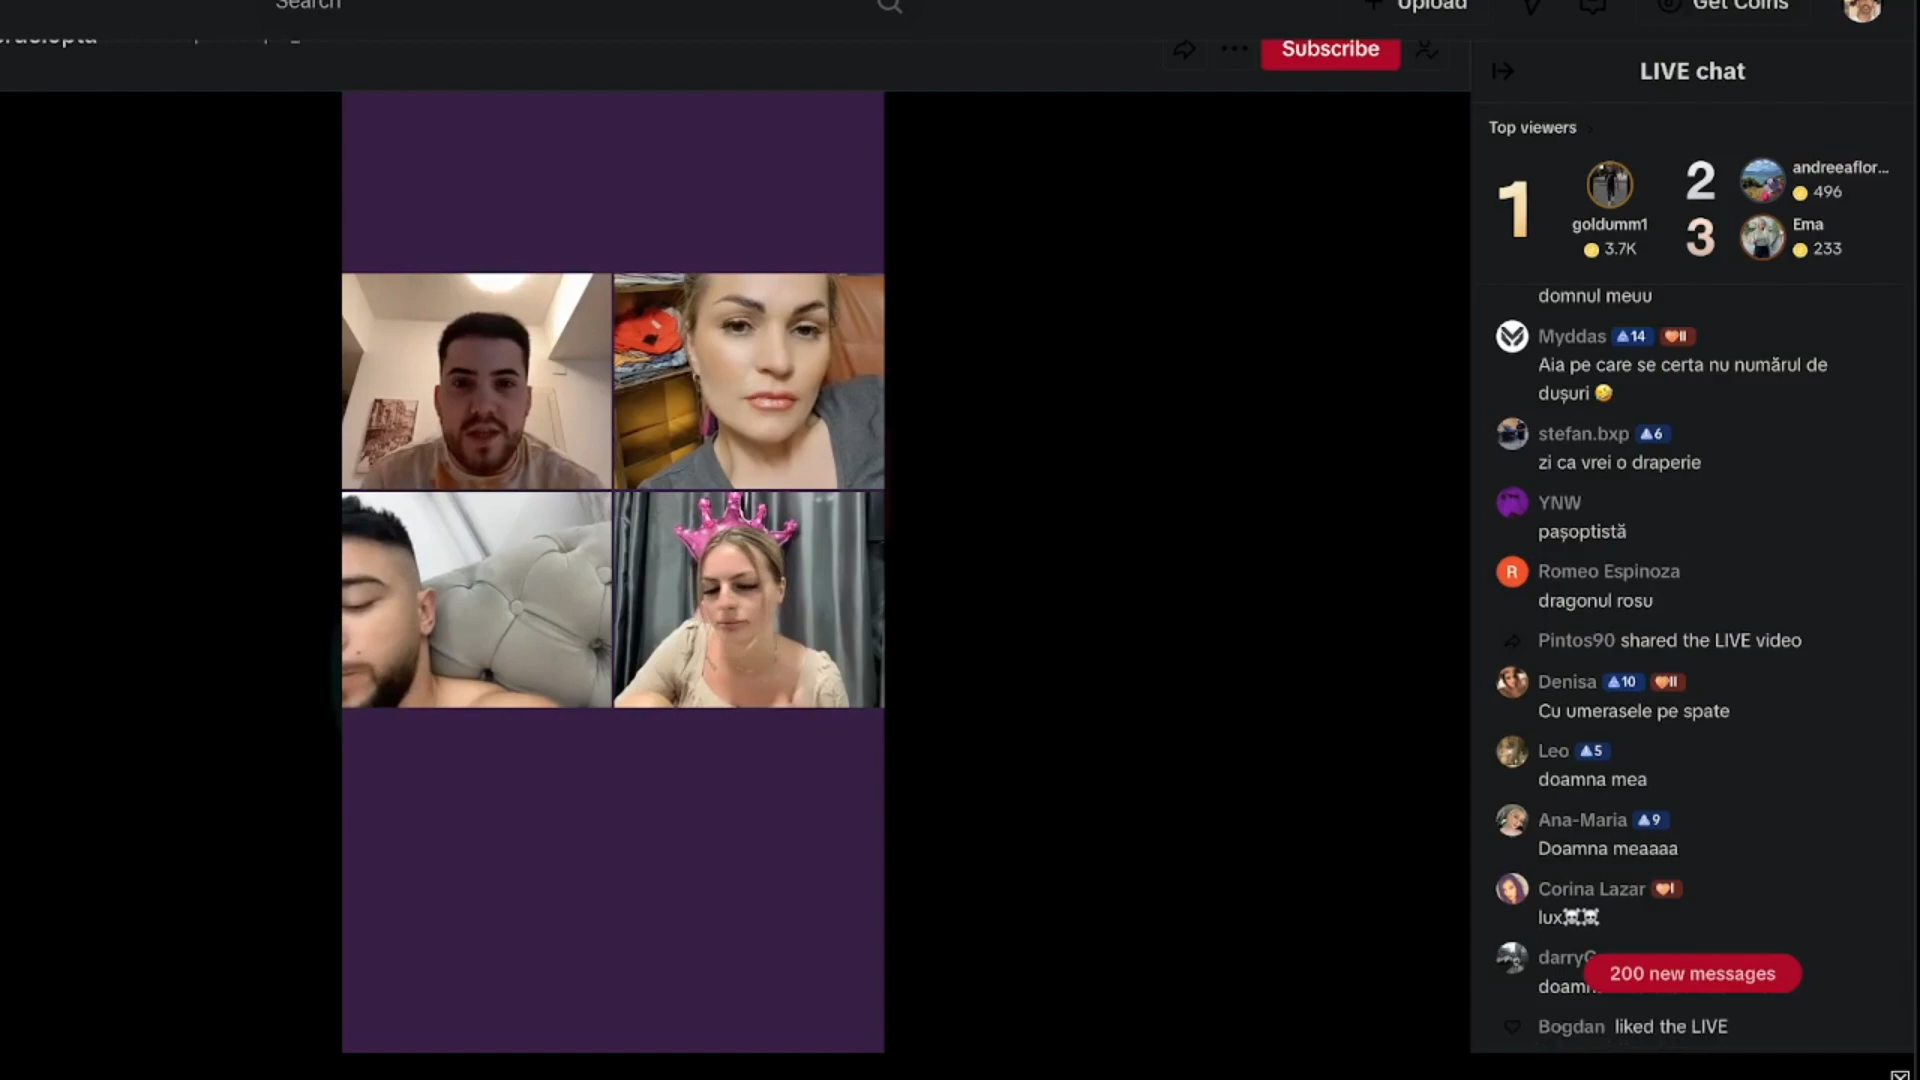 Search
Upload
Get Coins
Subscribe
LIVE chat
Top viewers
1
goldumm1
3.7K
2
andreeaflor...
496
3
Ema
233
domnul meuu
Myddas 14 II
Aia pe care se certa nu numărul de
dușuri 🤣
stefan.bxp 6
zi ca vrei o draperie
YNW
pașoptistă
R Romeo Espinoza
dragonul rosu
Pintos90 shared the LIVE video
Denisa 10 II
Cu umerasele pe spate
Leo 5
doamna mea
Ana-Maria 9
Doamna meaaaa
Corina Lazar I
lux☠️☠️
200 new messages
Bogdan liked the LIVE